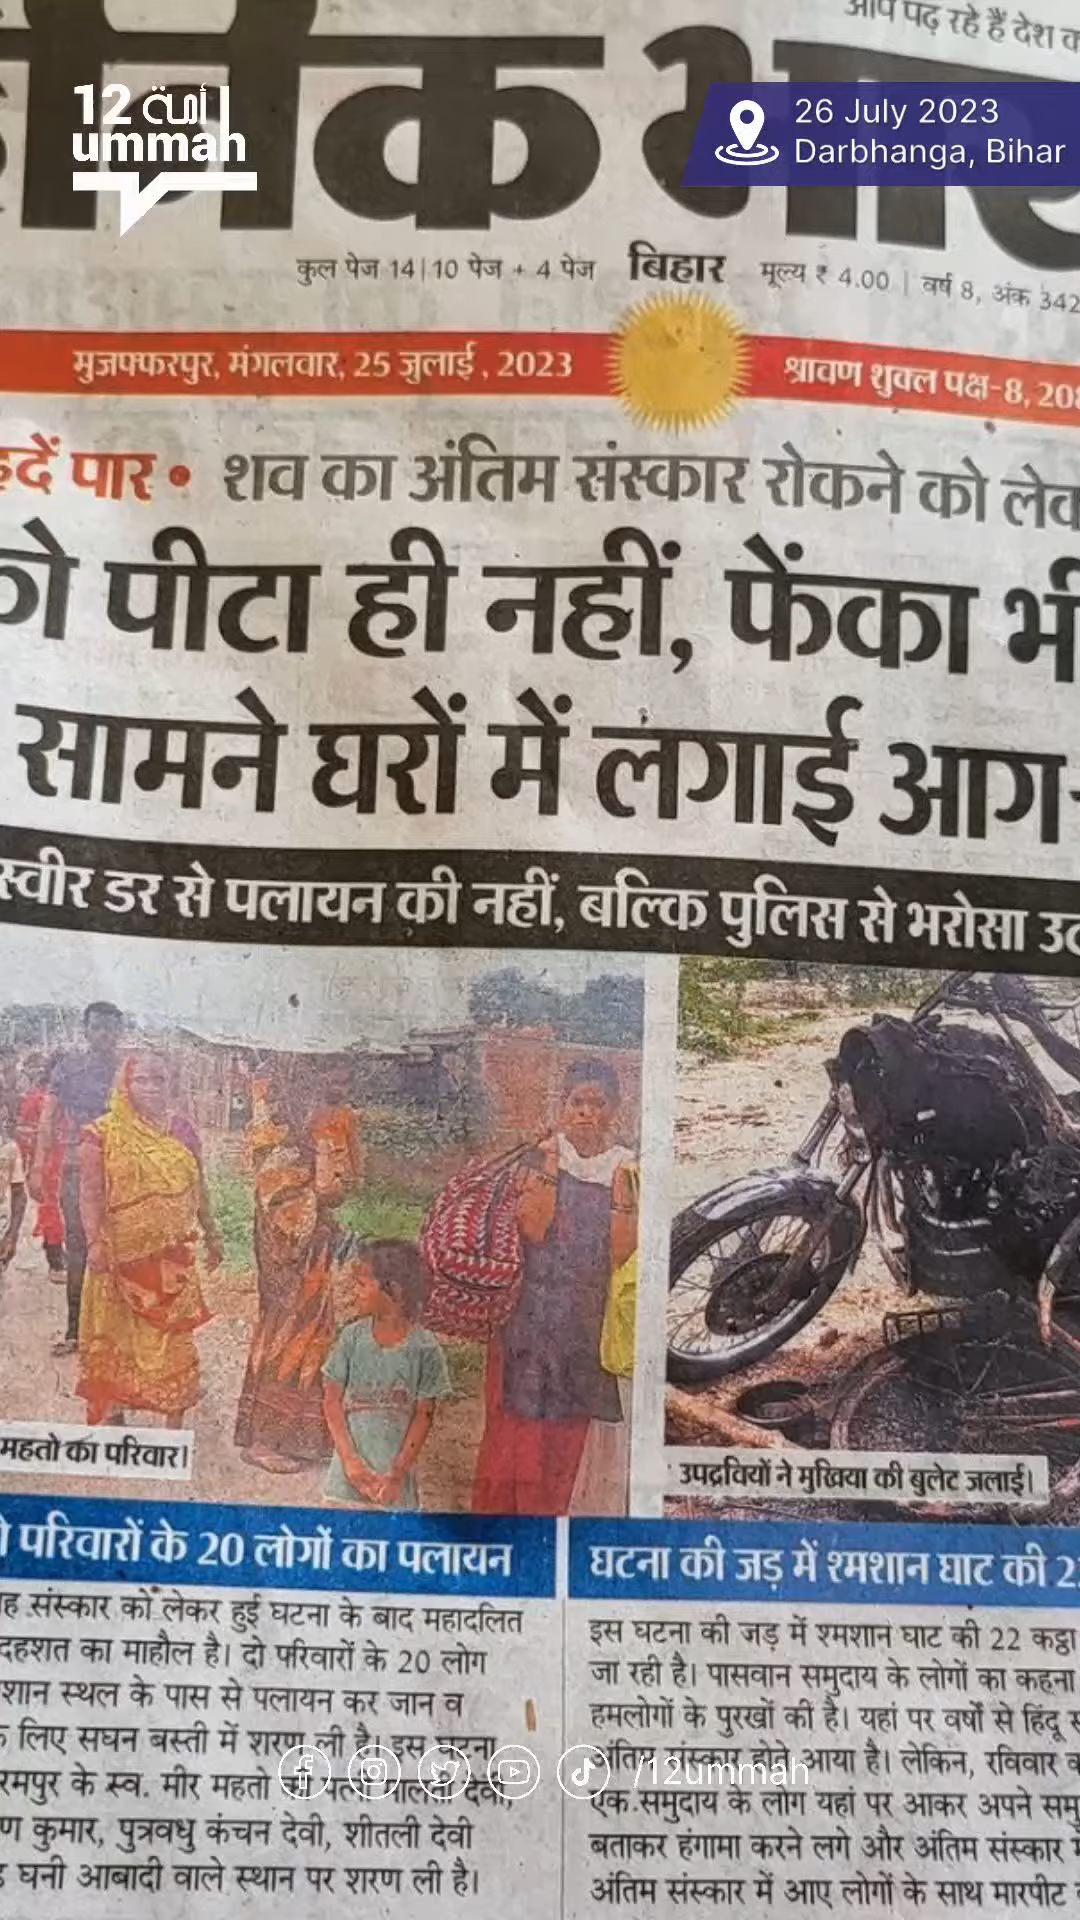 आप पढ़ रहे हैं देश
12 أمة
ummah
26 July 2023
Darbhanga, Bihar
कुल पेज 14|10 पेज + 4 पेज बिहार मूल्य ₹ 4.00 | वर्ष 8, अंक 342
मुजफ्फरपुर, मंगलवार, 25 जुलाई, 2023 श्रावण शुक्ल पक्ष-8,
पार • शव का अंतिम संस्कार रोकने को
पीटा ही नहीं, फेंका
सामने घरों में लगाई आग
डर से पलायन की नहीं, बल्कि पुलिस से भरोसा
महतो का परिवार।
उपद्रवियों ने मुखिया की बुलेट जलाई।
परिवारों के 20 लोगों का पलायन
संस्कार को लेकर हुई घटना के बाद महादलित
दहशत का माहौल है। दो परिवारों के 20 लोग
स्थल के पास से पलायन कर जान व
लिए सघन बस्ती में शरण ली है। इस घटना
के स्व. मीर महतो
कुमार, पुत्रवधु कंचन देवी, शीतली देवी
घनी आबादी वाले स्थान पर शरण ली है।
घटना की जड़ में श्मशान घाट की
इस घटना की जड़ में श्मशान घाट की 22 कट्ठा
जा रही है। पासवान समुदाय के लोगों का कहना
हमलोगों के पुरखों की है। यहां पर वर्षों से हिंदू
अंतिम संस्कार होते आया है। लेकिन, रविवार
एक समुदाय के लोग यहां पर आकर अपने
बताकर हंगामा करने लगे और अंतिम संस्कार
अंतिम संस्कार में आए लोगों के साथ मारपीट
/12ummah